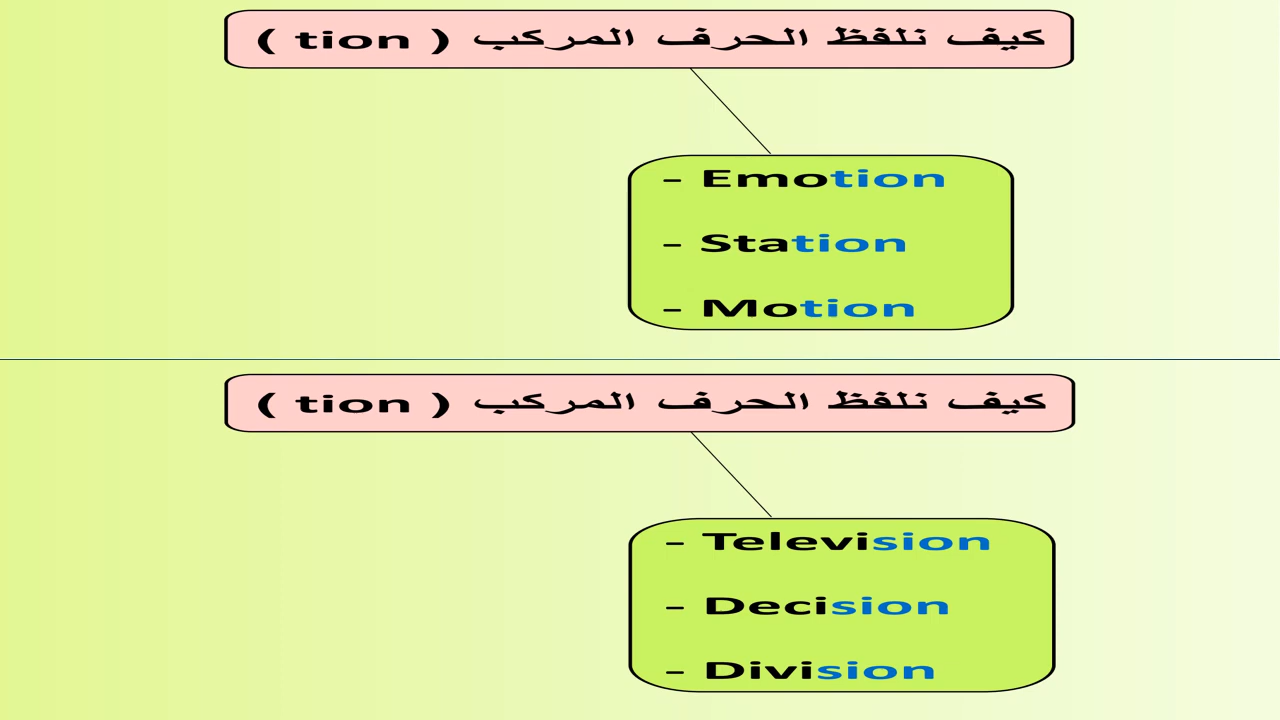 كيف نلفظ الحرف المركب ( tion )
- Emotion
- Station
- Motion
كيف نلفظ الحرف المركب ( tion )
- Television
- Decision
- Division